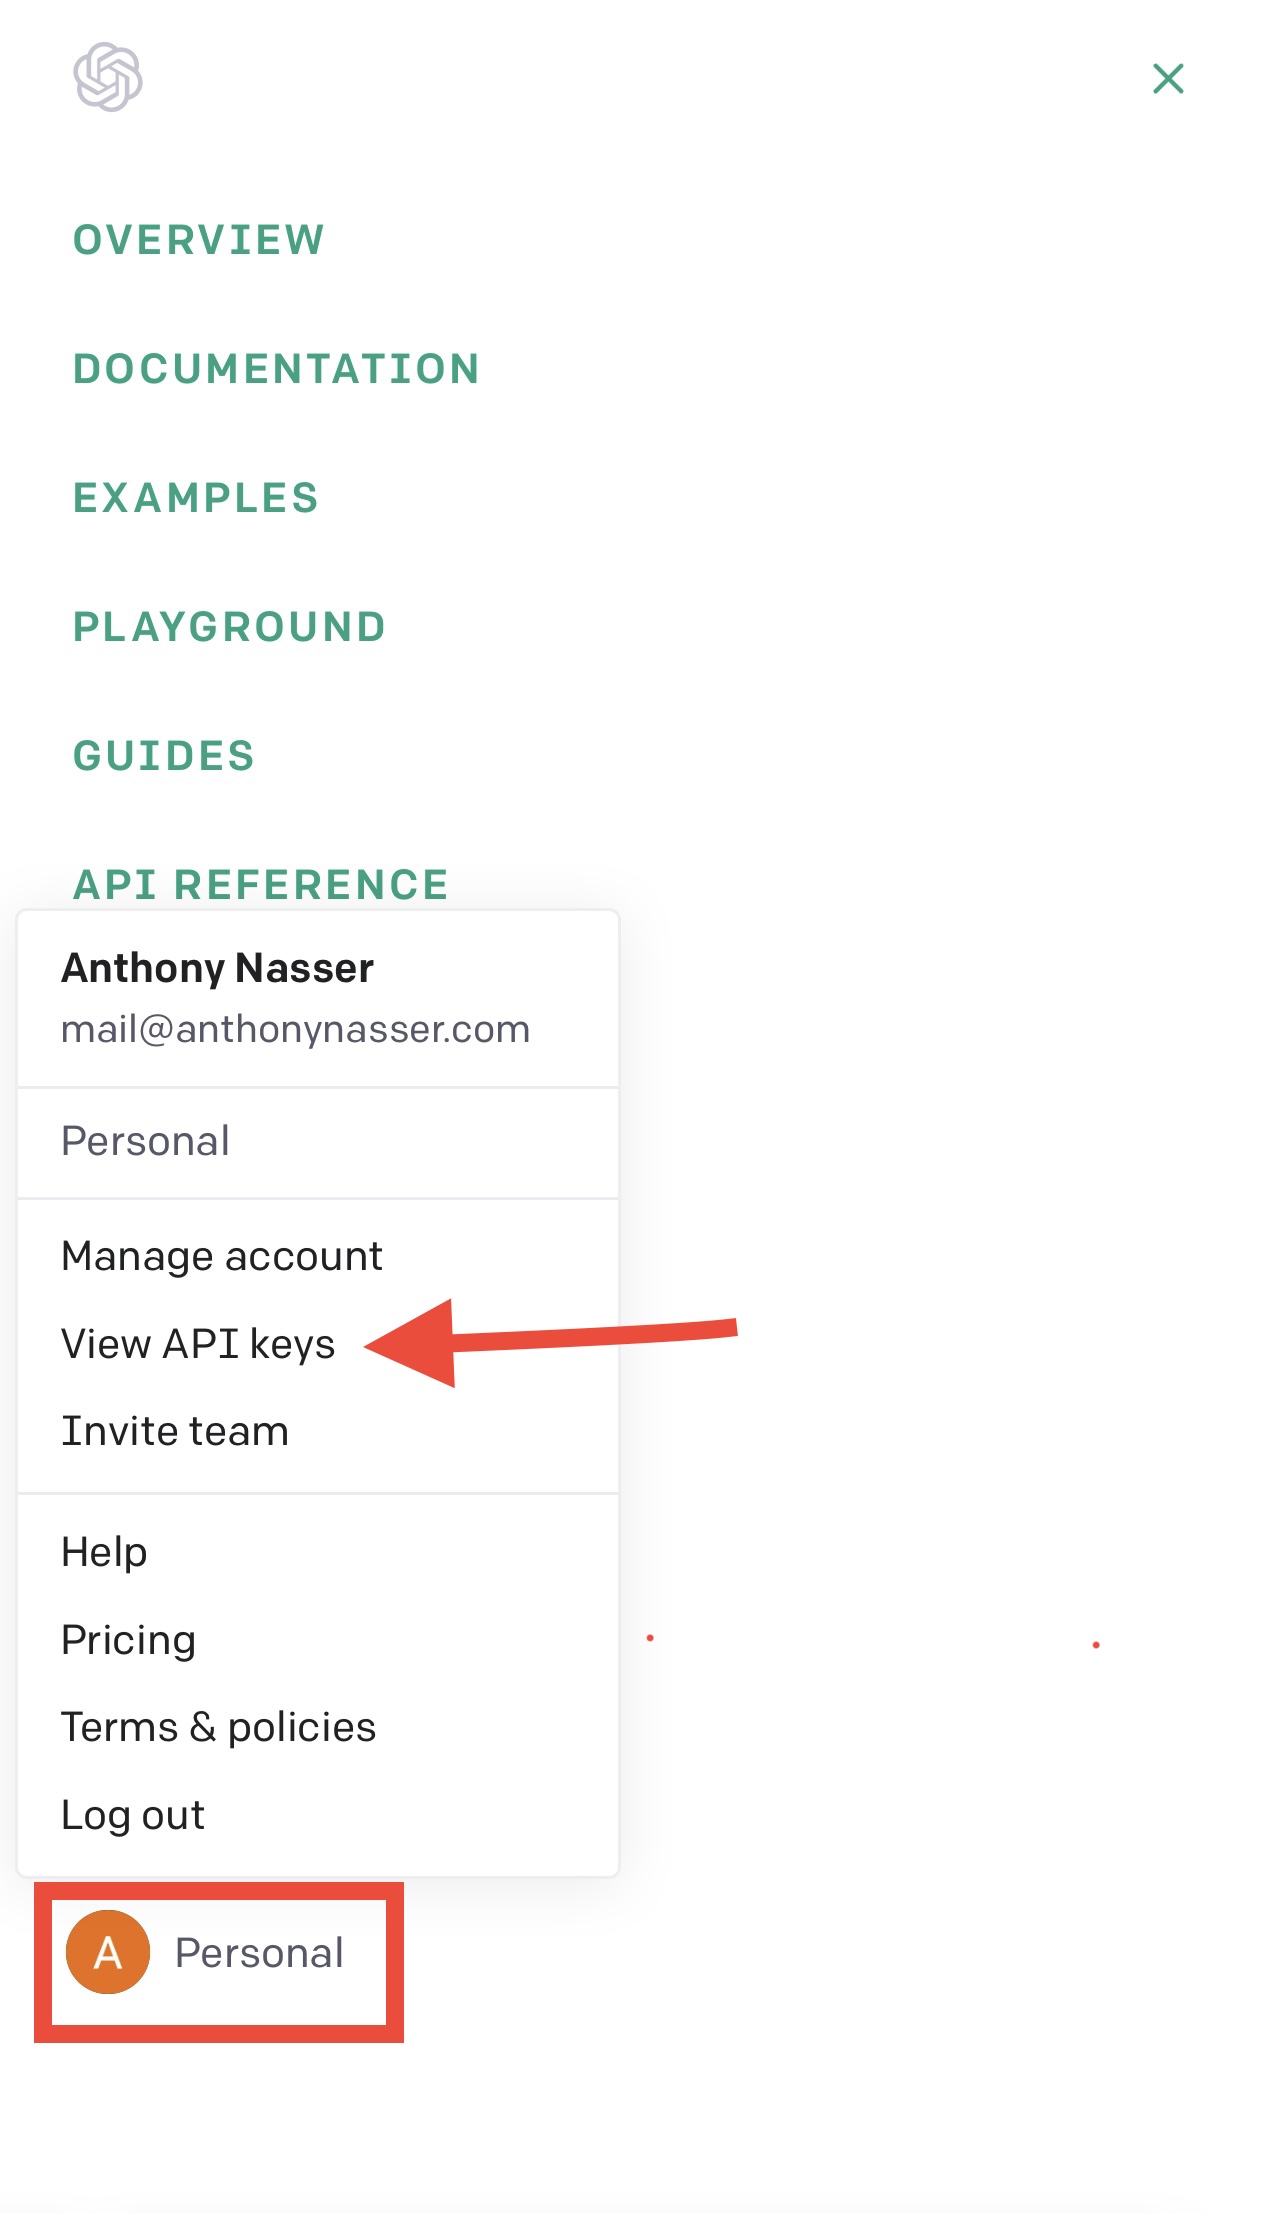 OVERVIEW
DOCUMENTATION
EXAMPLES
PLAYGROUND
GUIDES
API REFERENCE
Anthony Nasser
mail@anthonynasser.com
Personal
Manage account
View API keys
Invite team
Help
Pricing
Terms & policies
Log out
A Personal